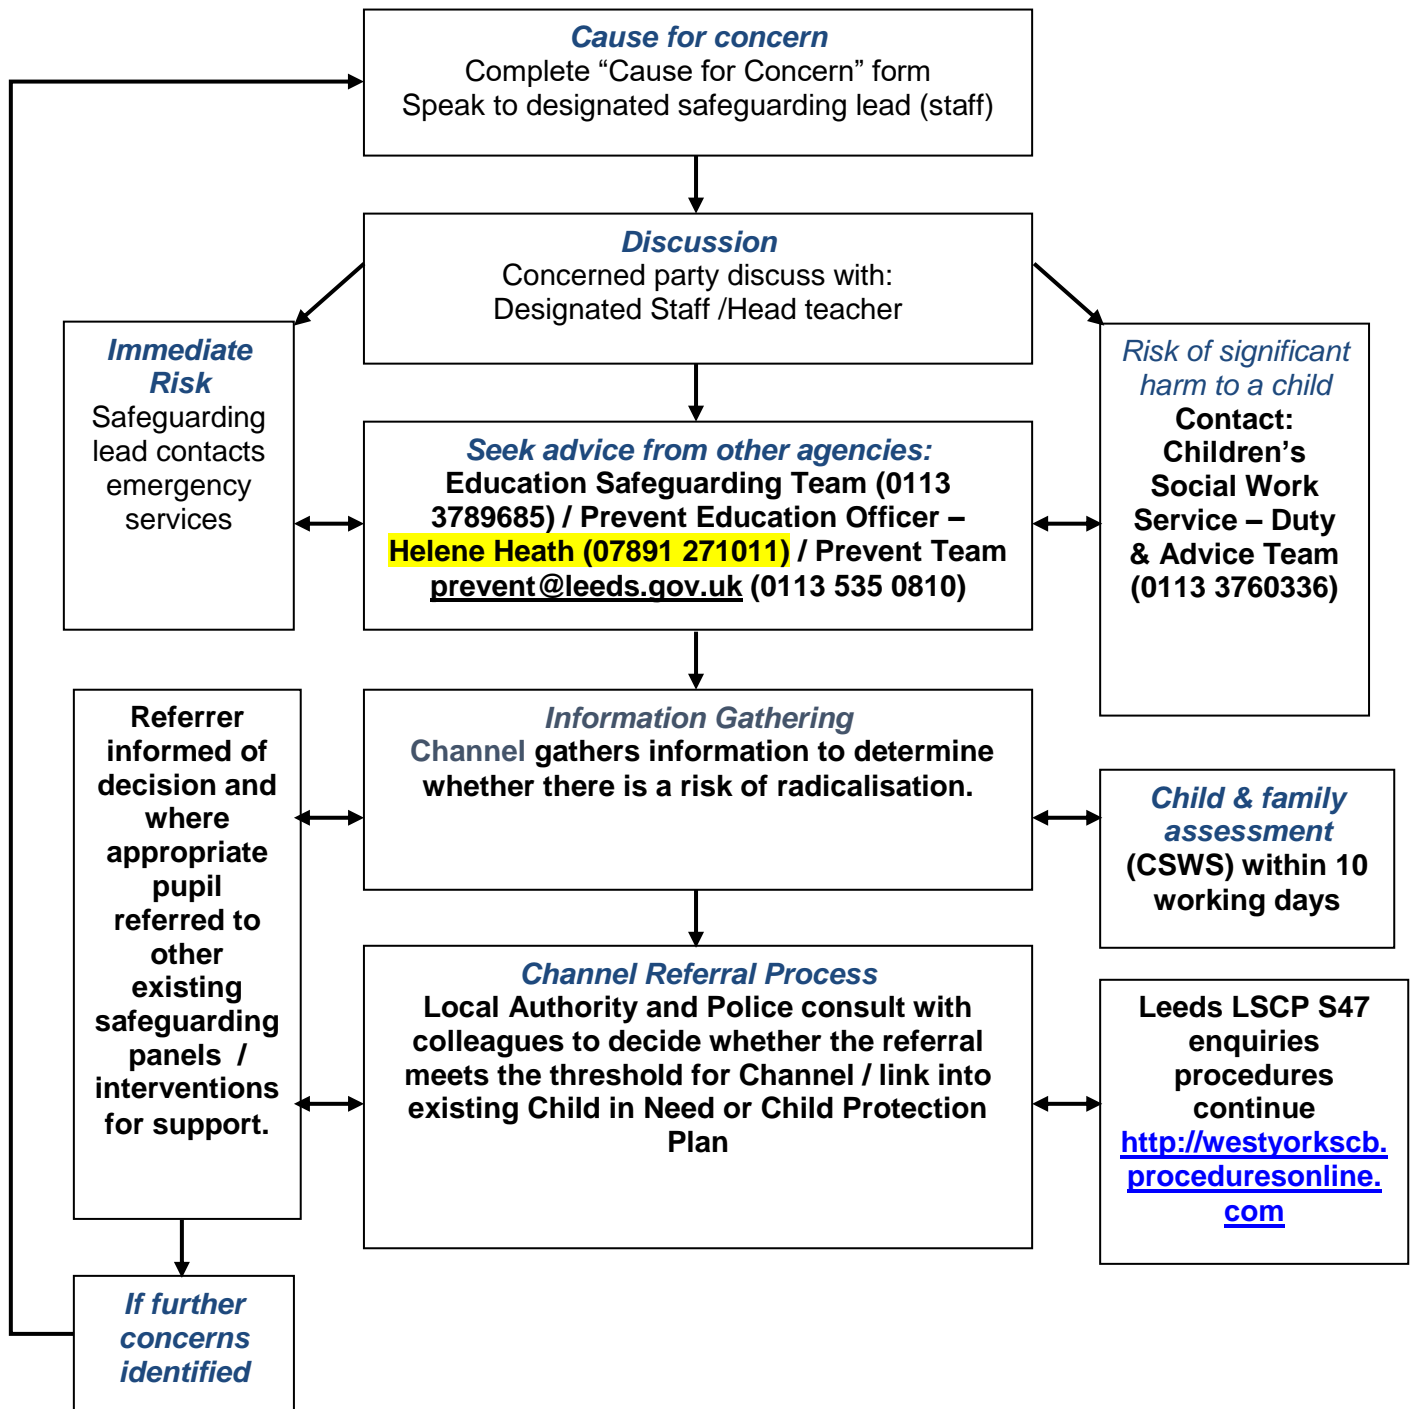 Cause for concern
Complete “Cause for Concern” form
Speak to designated safeguarding lead (staff)
Discussion
Concerned party discuss with:
Designated Staff /Head teacher
Immediate
Risk
Safeguarding
lead contacts
emergency
services
Seek advice from other agencies:
Education Safeguarding Team (0113
3789685) / Prevent Education Officer –
Helene Heath (07891 271011) / Prevent Team
prevent@leeds.gov.uk (0113 535 0810)
Risk of significant
harm to a child
Contact:
Children’s
Social Work
Service – Duty
& Advice Team
(0113 3760336)
Referrer
informed of
decision and
where
appropriate
pupil
referred to
other
existing
safeguarding
panels /
interventions
for support.
Information Gathering
Channel gathers information to determine
whether there is a risk of radicalisation.
Child & family
assessment
(CSWS) within 10
working days
Channel Referral Process
Local Authority and Police consult with
colleagues to decide whether the referral
meets the threshold for Channel / link into
existing Child in Need or Child Protection
Plan
Leeds LSCP S47
enquiries
procedures
continue
http://westyorkscb.
proceduresonline.
com
If further
concerns
identified